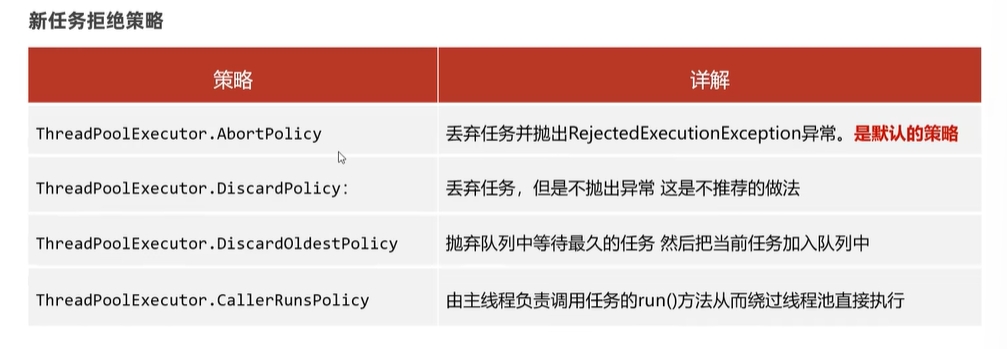 新任务拒绝策略
策略 详解
ThreadPoolExecutor.AbortPolicy 丢弃任务并抛出RejectedExecutionException异常。是默认的策略
ThreadPoolExecutor.DiscardPolicy: 丢弃任务，但是不抛出异常 这是不推荐的做法
ThreadPoolExecutor.DiscardOldestPolicy 抛弃队列中等待最久的任务 然后把当前任务加入队列中
ThreadPoolExecutor.CallerRunsPolicy 由主线程负责调用任务的run()方法从而绕过线程池直接执行